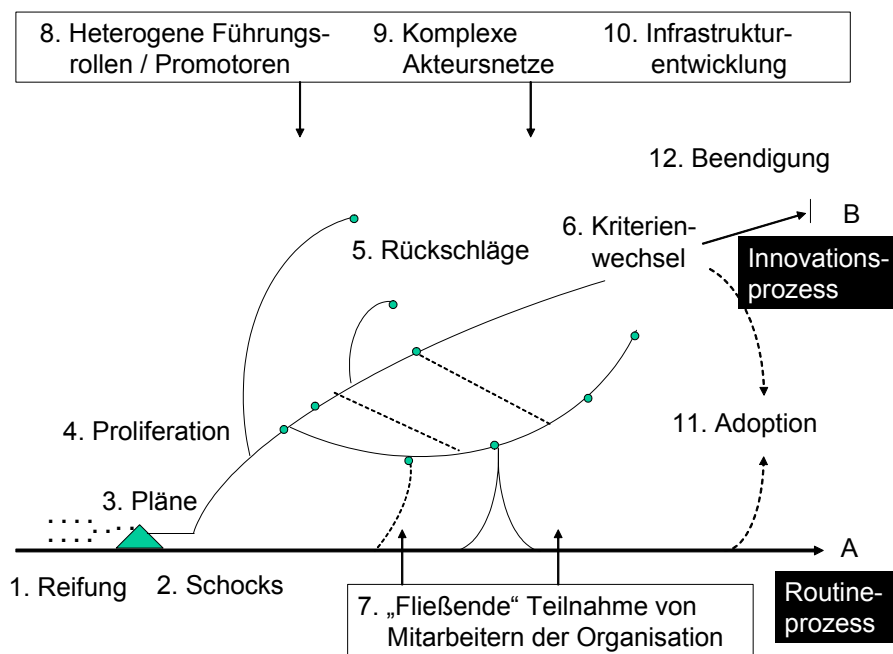 8. Heterogene Führungs-
rollen / Promotoren
9. Komplexe
Akteursnetze
10. Infrastruktur-
entwicklung
12. Beendigung
B
6. Kriterien-
wechsel
5. Rückschläge
Innovations-
prozess
4. Proliferation
11. Adoption
3. Pläne
A
1. Reifung
2. Schocks
7. „Fließende“ Teilnahme von
Mitarbeitern der Organisation
Routine-
prozess